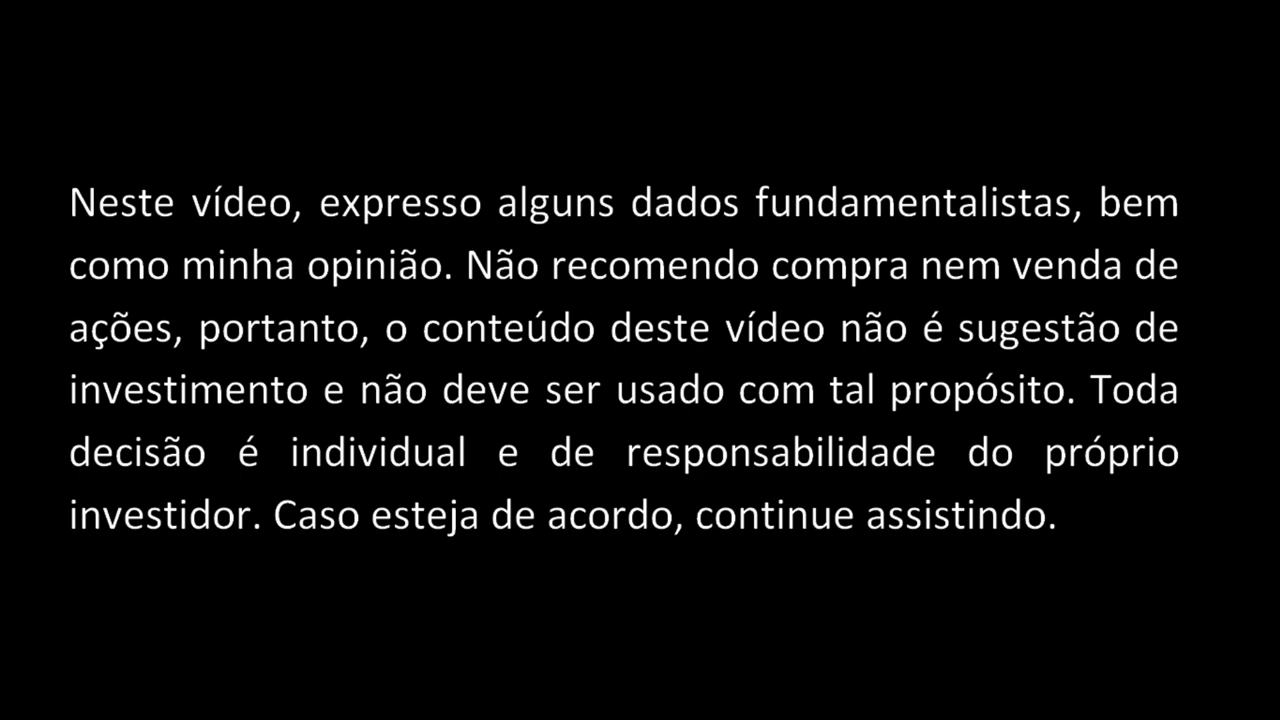 Neste vídeo, expresso alguns dados fundamentalistas, bem
como minha opinião. Não recomendo compra nem venda de
ações, portanto, o conteúdo deste vídeo não é sugestão de
investimento e não deve ser usado com tal propósito. Toda
decisão é individual e de responsabilidade do próprio
investidor. Caso esteja de acordo, continue assistindo.